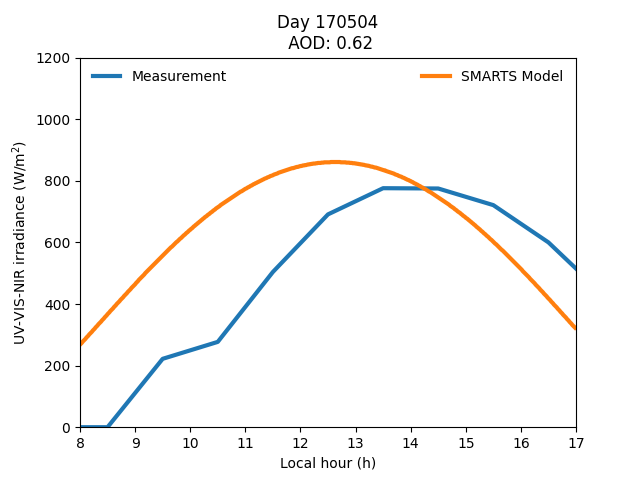 Day 170504
AOD: 0.62
Measurement
SMARTS Model
UV-VIS-NIR irradiance (W/m²)
1200
1000
800
600
400
200
0
8 9 10 11 12 13 14 15 16 17
Local hour (h)